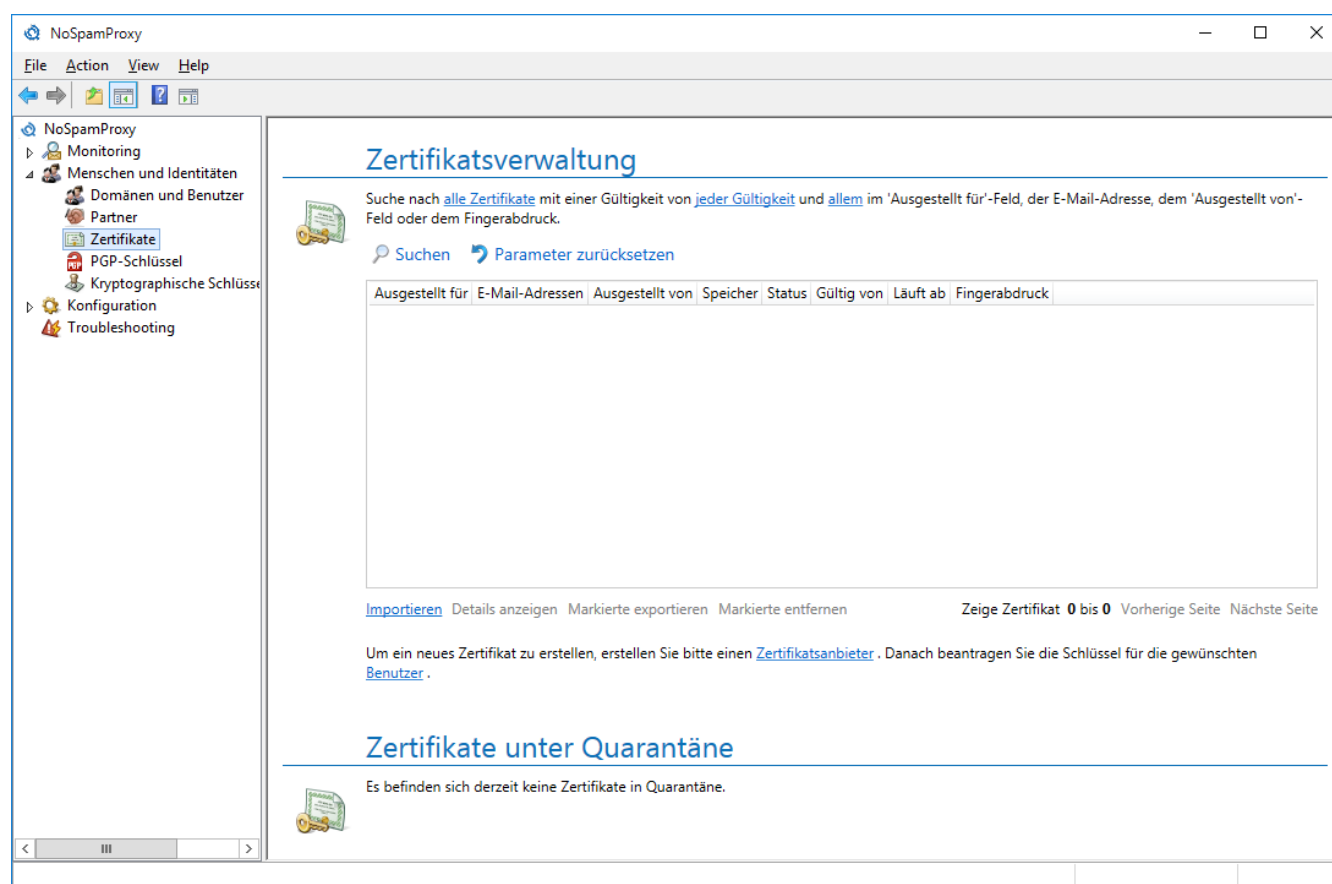 NoSpamProxy
File Action View Help
NoSpamProxy
Monitoring
Menschen und Identitäten
Domänen und Benutzer
Partner
Zertifikate
PGP-Schlüssel
Kryptographische Schlüsse
Konfiguration
Troubleshooting
Zertifikatsverwaltung
Suche nach alle Zertifikate mit einer Gültigkeit von jeder Gültigkeit und allem im 'Ausgestellt für'-Feld, der E-Mail-Adresse, dem 'Ausgestellt von'-
Feld oder dem Fingerabdruck.
Suchen Parameter zurücksetzen
Ausgestellt für E-Mail-Adressen Ausgestellt von Speicher Status Gültig von Läuft ab Fingerabdruck
Importieren Details anzeigen Markierte exportieren Markierte entfernen Zeige Zertifikat 0 bis 0 Vorherige Seite Nächste Seite
Um ein neues Zertifikat zu erstellen, erstellen Sie bitte einen Zertifikatsanbieter . Danach beantragen Sie die Schlüssel für die gewünschten
Benutzer .
Zertifikate unter Quarantäne
Es befinden sich derzeit keine Zertifikate in Quarantäne.